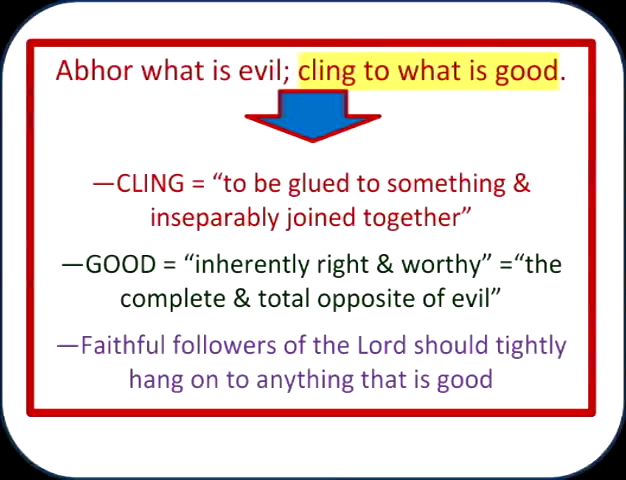 Abhor what is evil; cling to what is good.
—CLING = “to be glued to something &
inseparably joined together”
—GOOD = “inherently right & worthy” =“the
complete & total opposite of evil”
—Faithful followers of the Lord should tightly
hang on to anything that is good